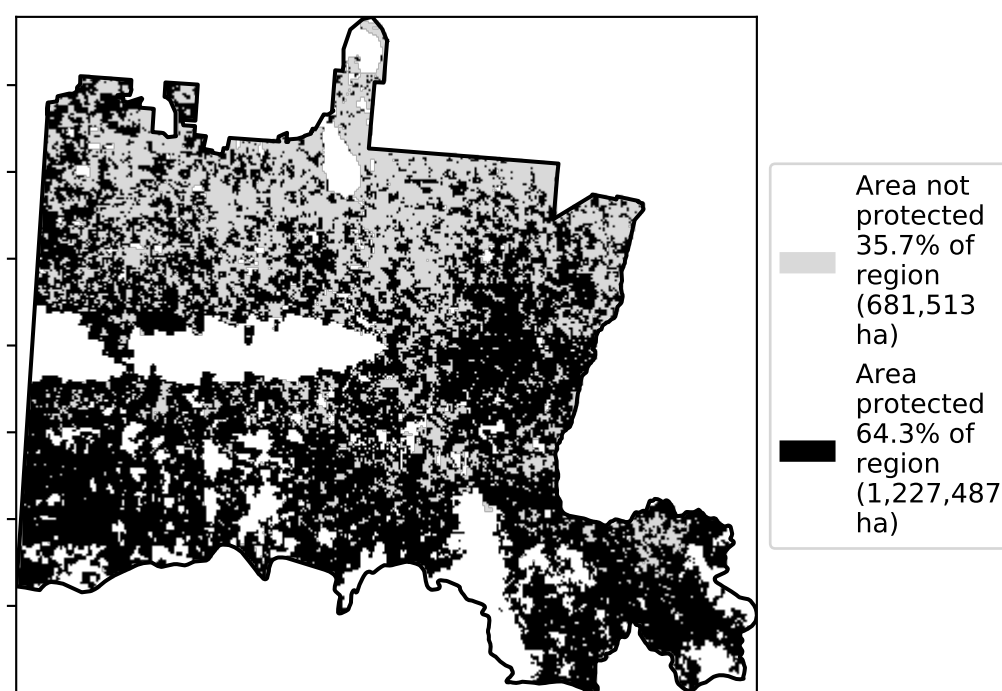 Area not
protected
35.7% of
region
(681,513
ha)
Area
protected
64.3% of
region
(1,227,487
ha)